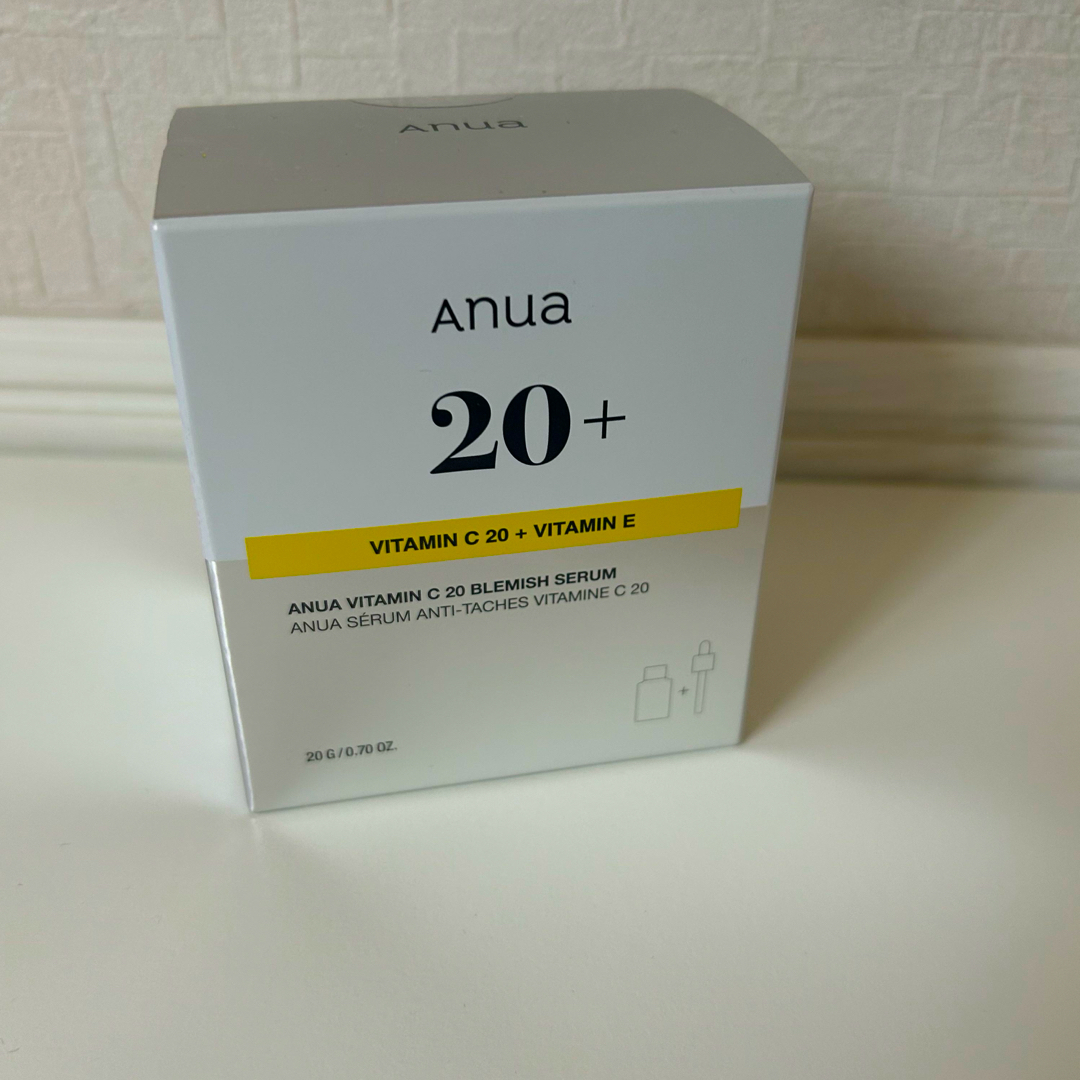 Anua
Anua
20+
VITAMIN C 20 + VITAMIN E
ANUA VITAMIN C 20 BLEMISH SERUM
ANUA SÉRUM ANTI-TACHES VITAMINE C 20
+
20 G / 0.70 OZ.